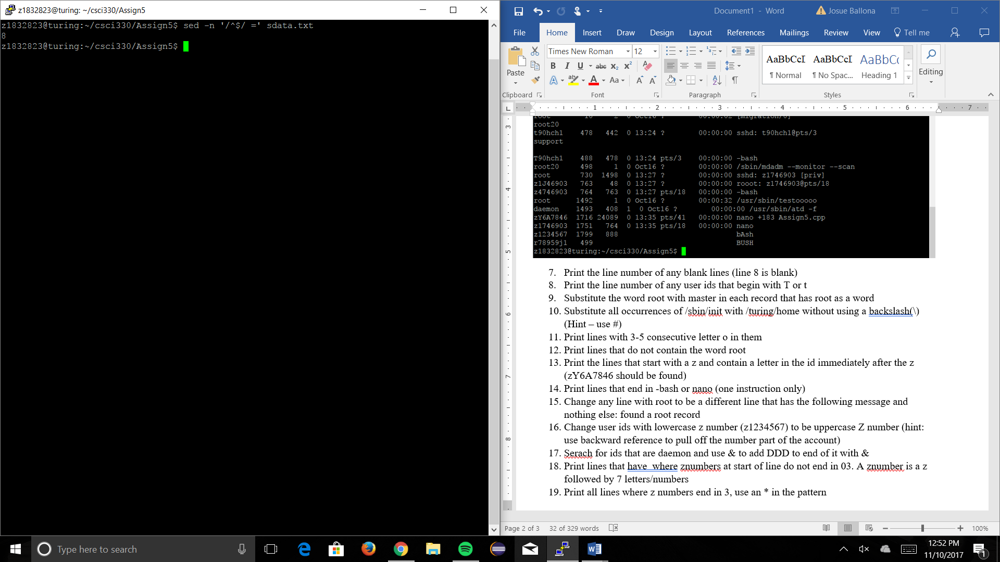 z1832823@turing: ~/csci330/Assign5
z1832823@turing:~/csci330/Assign5$ sed -n '/^$/ =' sdata.txt
8
z1832823@turing:~/csci330/Assign5$
Document1 - Word
Josue Ballona
File Home Insert Draw Design Layout References Mailings Review View Tell me
Paste
Times New Roman 12
B I U abc X₂ X²
A ab A Aa A A
AaBbCcI AaBbCcI AaBbCc
¶ Normal ¶ No Spac... Heading 1
Editing
Clipboard Font Paragraph Styles
L 1 2 3 4 5 6 7
3
4
5
6
7
8
root20
t90hch1 478 442 0 13:24 ? 00:00:00 sshd: t90hch1@pts/3
support
T90hch1 488 478 0 13:24 pts/3 00:00:00 -bash
root20 498 1 0 Oct16 ? 00:00:00 /sbin/mdadm --monitor --scan
root 730 1498 0 13:27 ? 00:00:00 sshd: z1746903 [priv]
z1J46903 763 48 0 13:27 ? 00:00:00 rooot: z1746903@pts/18
z4746903 764 763 0 13:27 pts/18 00:00:00 -bash
root 1492 1 0 Oct16 ? 00:00:32 /usr/sbin/testooooo
daemon 1493 408 1 0 Oct16 ? 00:00:00 /usr/sbin/atd -f
zY6A7846 1716 24089 0 13:35 pts/41 00:00:00 nano +183 Assign5.cpp
z1746903 1751 764 0 13:35 pts/18 00:00:00 nano
z1234567 1799 888 bAsh
r78959j1 499 BUSH
z1832823@turing:~/csci330/Assign5$
7. Print the line number of any blank lines (line 8 is blank)
8. Print the line number of any user ids that begin with T or t
9. Substitute the word root with master in each record that has root as a word
10. Substitute all occurrences of /sbin/init with /turing/home without using a backslash(\)
(Hint – use #)
11. Print lines with 3-5 consecutive letter o in them
12. Print lines that do not contain the word root
13. Print the lines that start with a z and contain a letter in the id immediately after the z
(zY6A7846 should be found)
14. Print lines that end in -bash or nano (one instruction only)
15. Change any line with root to be a different line that has the following message and
nothing else: found a root record
16. Change user ids with lowercase z number (z1234567) to be uppercase Z number (hint:
use backward reference to pull off the number part of the account)
17. Serach for ids that are daemon and use & to add DDD to end of it with &
18. Print lines that have where znumbers at start of line do not end in 03. A znumber is a z
followed by 7 letters/numbers
19. Print all lines where z numbers end in 3, use an * in the pattern
Page 2 of 3 32 of 329 words 100%
Type here to search
12:52 PM
11/10/2017
1